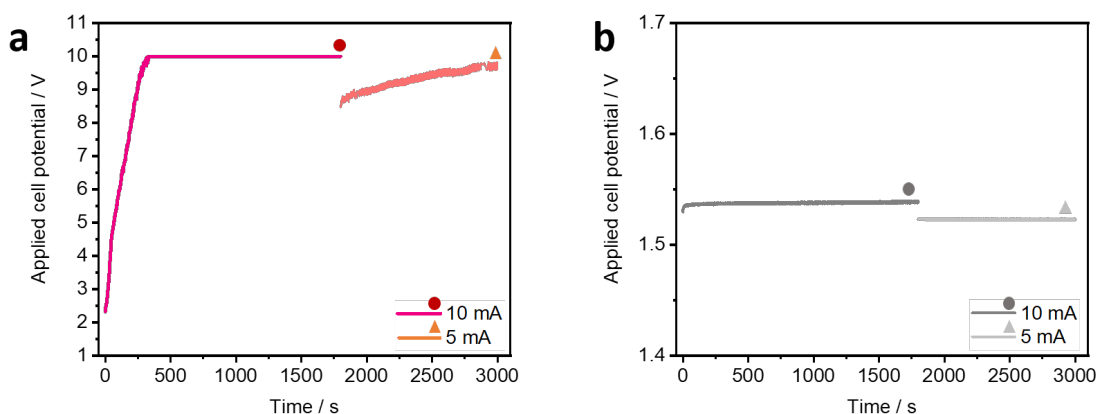 a
11
10
9
8
7
6
5
4
3
2
1
Applied cell potential / V
10 mA
5 mA
0 500 1000 1500 2000 2500 3000
Time / s
b
1.7
1.6
1.5
1.4
Applied cell potential / V
10 mA
5 mA
0 500 1000 1500 2000 2500 3000
Time / s